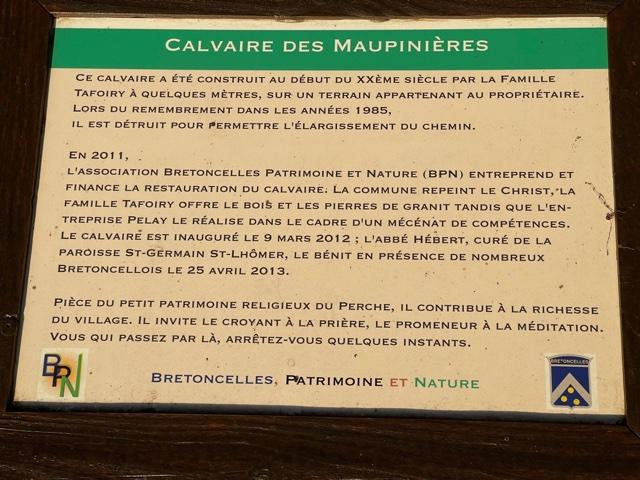 CALVAIRE DES MAUPINIÈRES
CE CALVAIRE A ÉTÉ CONSTRUIT AU DÉBUT DU XXÈME SIÈCLE PAR LA FAMILLE
TAFOIRY À QUELQUES MÈTRES, SUR UN TERRAIN APPARTENANT AU PROPRIÉTAIRE.
LORS DU REMEMBREMENT DANS LES ANNÉES 1985,
IL EST DÉTRUIT POUR PERMETTRE L'ÉLARGISSEMENT DU CHEMIN.
EN 2011,
L'ASSOCIATION BRETONCELLES PATRIMOINE ET NATURE (BPN) ENTREPREND ET
FINANCE LA RESTAURATION DU CALVAIRE. LA COMMUNE REPEINT LE CHRIST, LA
FAMILLE TAFOIRY OFFRE LE BOIS ET LES PIERRES DE GRANIT TANDIS QUE L'EN-
TREPRISE PELAY LE RÉALISE DANS LE CADRE D'UN MÉCÉNAT DE COMPÉTENCES.
LE CALVAIRE EST INAUGURÉ LE 9 MARS 2012 ; L'ABBÉ HÉBERT, CURÉ DE LA
PAROISSE ST-GERMAIN ST-LHÔMER, LE BÉNIT EN PRÉSENCE DE NOMBREUX
BRETONCELLOIS LE 25 AVRIL 2013.
PIÈCE DU PETIT PATRIMOINE RELIGIEUX DU PERCHE, IL CONTRIBUE À LA RICHESSE
DU VILLAGE. IL INVITE LE CROYANT À LA PRIÈRE, LE PROMENEUR À LA MÉDITATION.
VOUS QUI PASSEZ PAR LÀ, ARRÊTEZ-VOUS QUELQUES INSTANTS.
BPN
BRETONCELLES, PATRIMOINE ET NATURE
BRETONCELLES